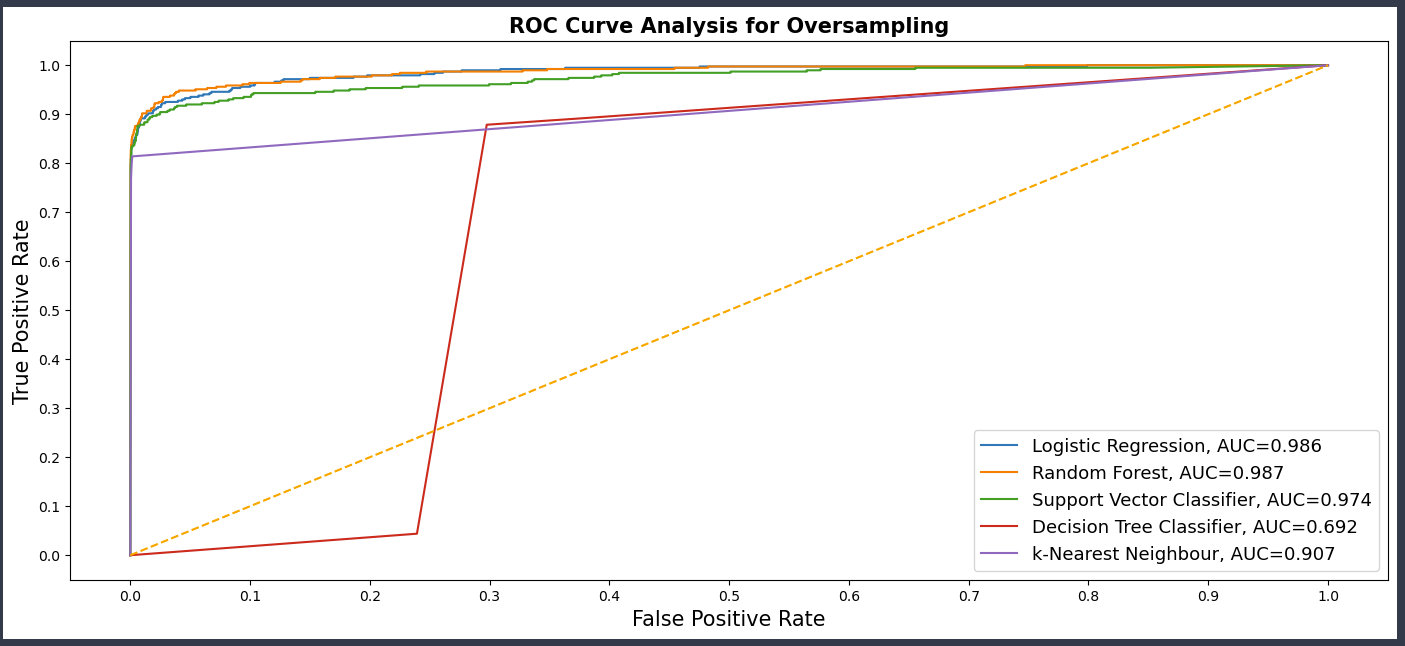 ROC Curve Analysis for Oversampling
1.0
0.9
0.8
0.7
0.6
0.5
0.4
0.3
0.2
0.1
0.0
True Positive Rate
Logistic Regression, AUC=0.986
Random Forest, AUC=0.987
Support Vector Classifier, AUC=0.974
Decision Tree Classifier, AUC=0.692
k-Nearest Neighbour, AUC=0.907
0.0 0.1 0.2 0.3 0.4 0.5 0.6 0.7 0.8 0.9 1.0
False Positive Rate